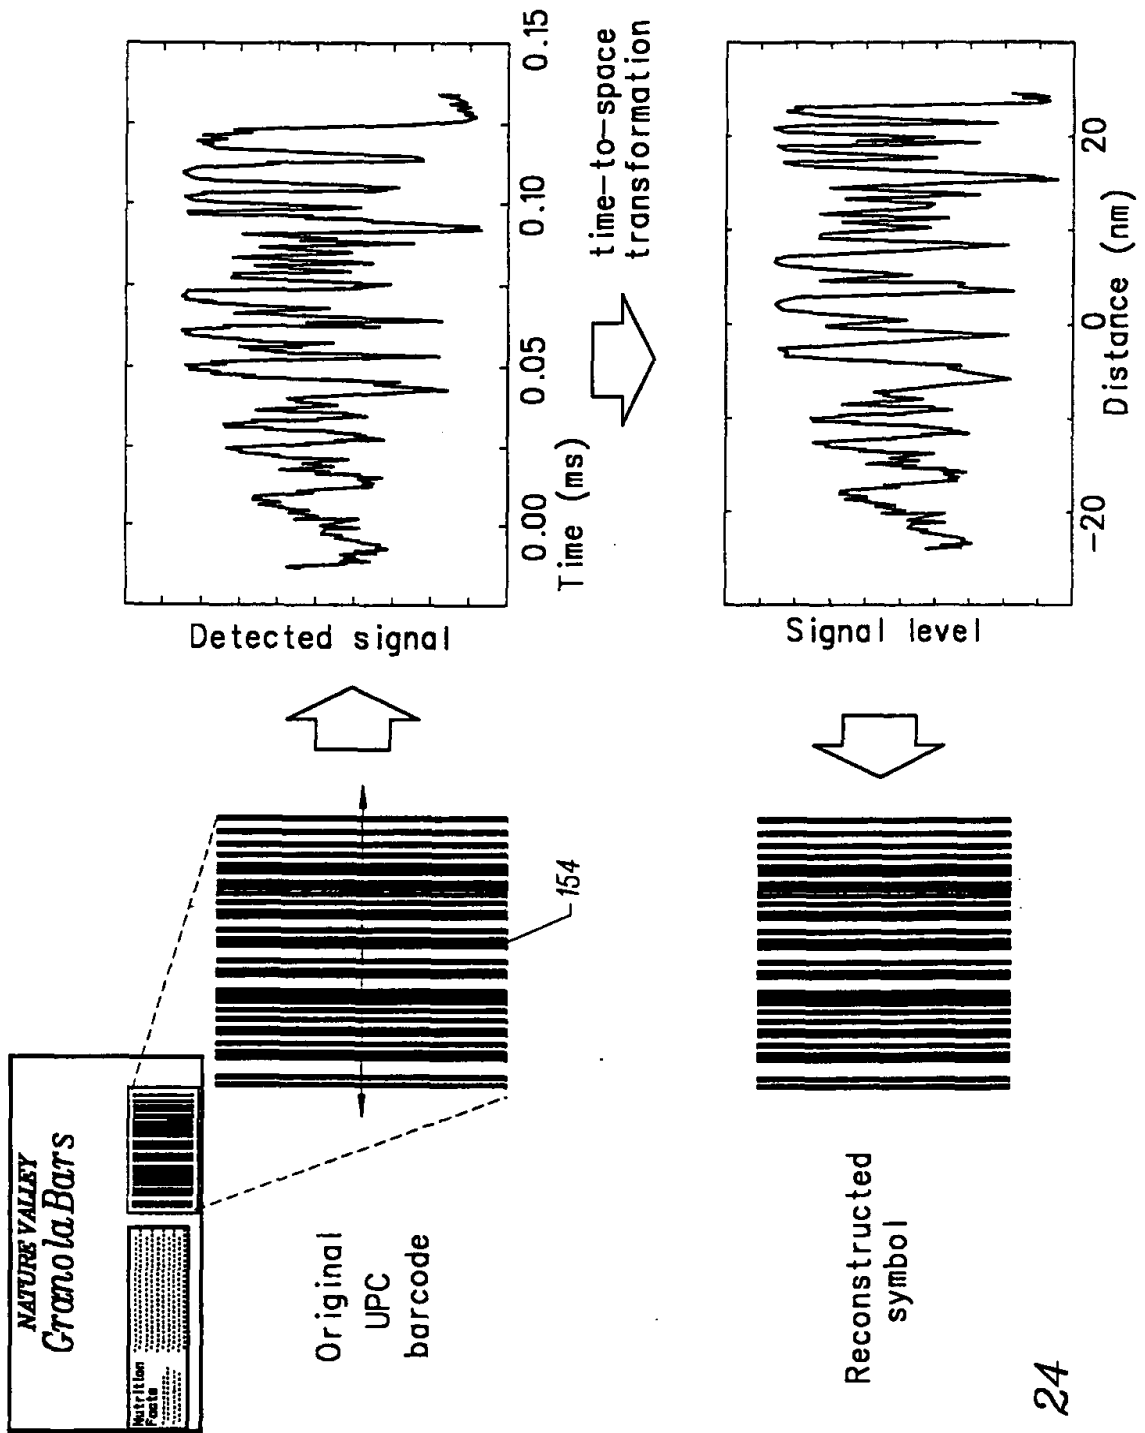 NATURE VALLEY
Granola Bars
Nutrition
Facts
Original
UPC
barcode
154
Detected signal
0.00
0.05
0.10
0.15
Time (ms)
time-to-space
transformation
Reconstructed
symbol
Signal level
-20
0
20
Distance (nm)
24